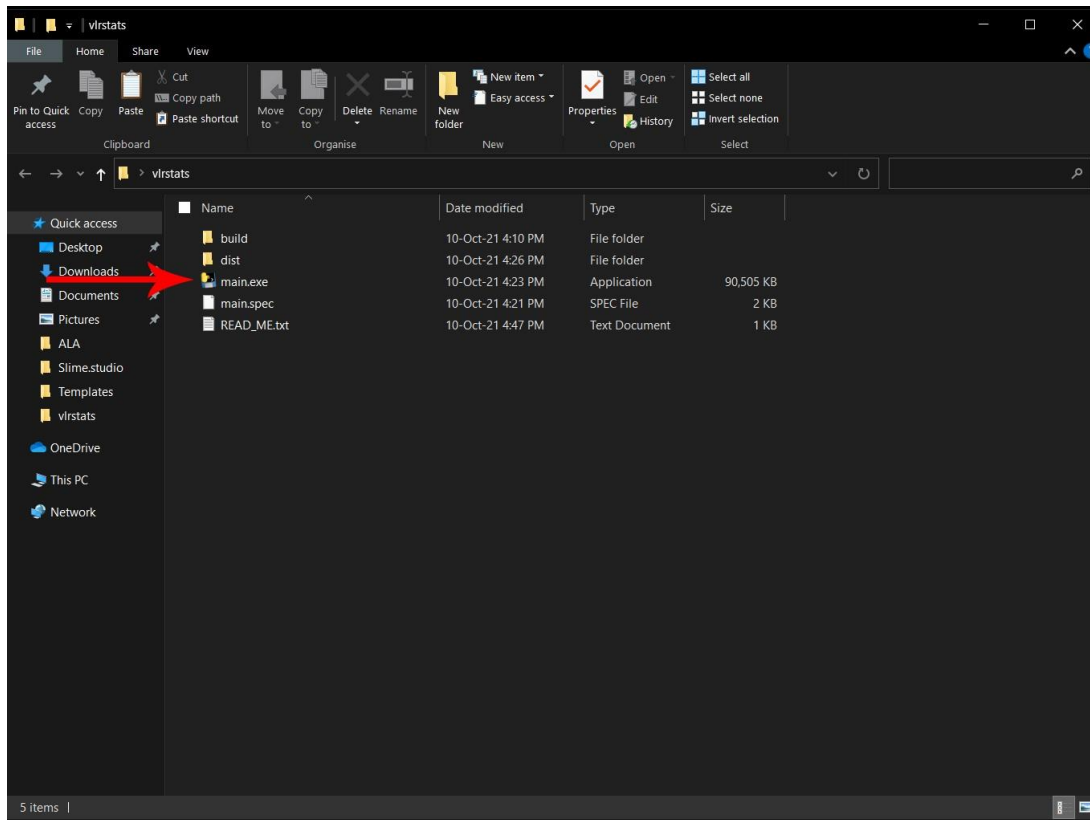 vlrstats
File Home Share View
Pin to Quick access
Copy
Paste
Cut
Copy path
Paste shortcut
Clipboard
Move to
Copy to
Delete
Rename
Organise
New folder
New item
Easy access
New
Properties
Open
Edit
History
Open
Select all
Select none
Invert selection
Select
vlrstats
Name Date modified Type Size
Quick access
Desktop
Downloads
Documents
Pictures
ALA
Slime.studio
Templates
vlrstats
OneDrive
This PC
Network
build 10-Oct-21 4:10 PM File folder
dist 10-Oct-21 4:26 PM File folder
main.exe 10-Oct-21 4:23 PM Application 90,505 KB
main.spec 10-Oct-21 4:21 PM SPEC File 2 KB
READ_ME.txt 10-Oct-21 4:47 PM Text Document 1 KB
5 items